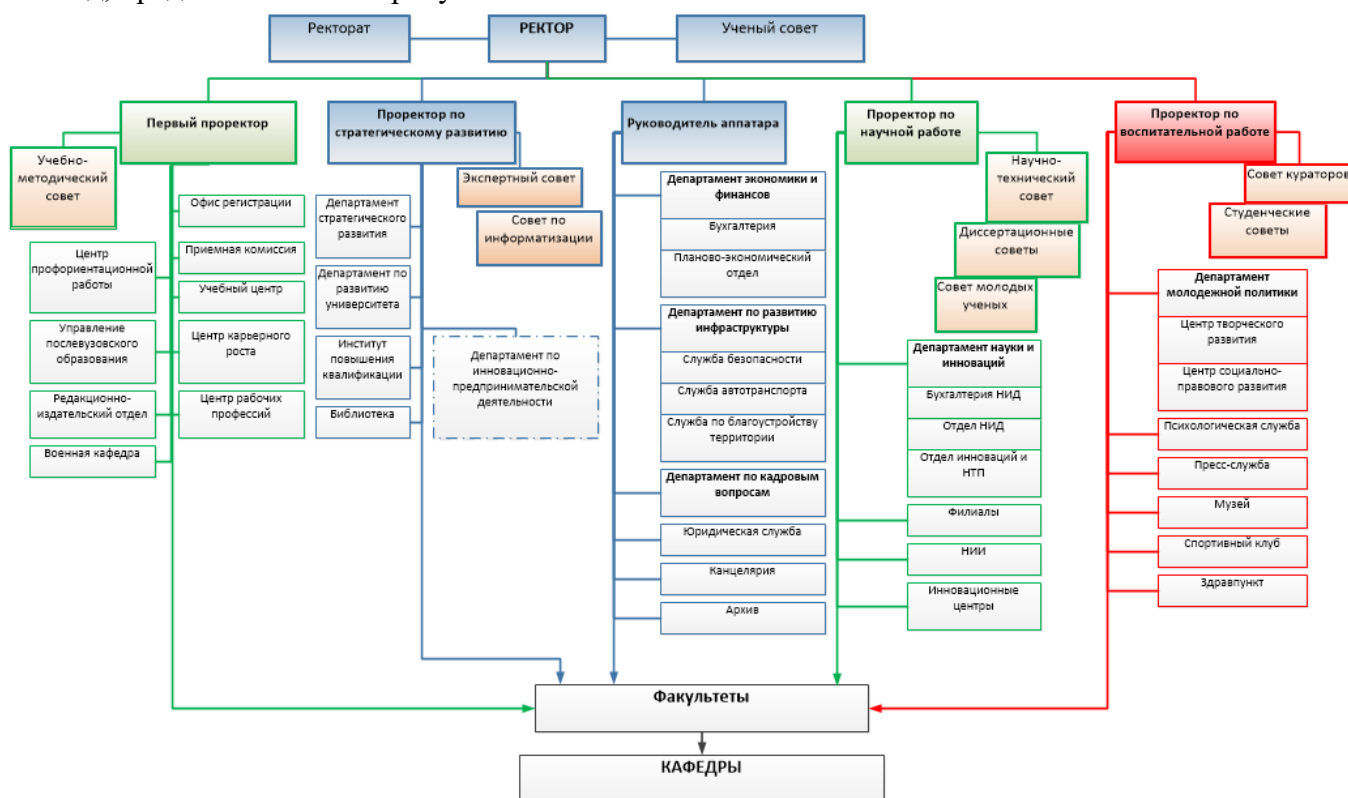 Ректорат
РЕКТОР
Ученый совет
Первый проректор
Учебно-
методический
совет
Офис регистрации
Приемная комиссия
Учебный центр
Центр карьерного
роста
Центр рабочих
профессий
Центр
профориентационной
работы
Управление
послевузовского
образования
Редакционно-
издательский отдел
Военная кафедра
Проректор по
стратегическому развитию
Экспертный совет
Совет по
информатизации
Департамент
стратегического
развития
Департамент по
развитию
университета
Институт
повышения
квалификации
Библиотека
Департамент по
инновационно-
предпринимательской
деятельности
Руководитель аппарата
Департамент экономики и
финансов
Бухгалтерия
Планово-экономический
отдел
Департамент по развитию
инфраструктуры
Служба безопасности
Служба автотранспорта
Служба по благоустройству
территории
Департамент по кадровым
вопросам
Юридическая служба
Канцелярия
Архив
Проректор по
научной работе
Научно-
технический
совет
Диссертационные
советы
Совет молодых
ученых
Департамент науки и
инноваций
Бухгалтерия НИД
Отдел НИД
Отдел инноваций и
НТП
Филиалы
НИИ
Инновационные
центры
Проректор по
воспитательной работе
Совет кураторов
Студенческие
советы
Департамент
молодежной политики
Центр творческого
развития
Центр социально-
правового развития
Психологическая служба
Пресс-служба
Музей
Спортивный клуб
Здравпункт
Факультеты
КАФЕДРЫ